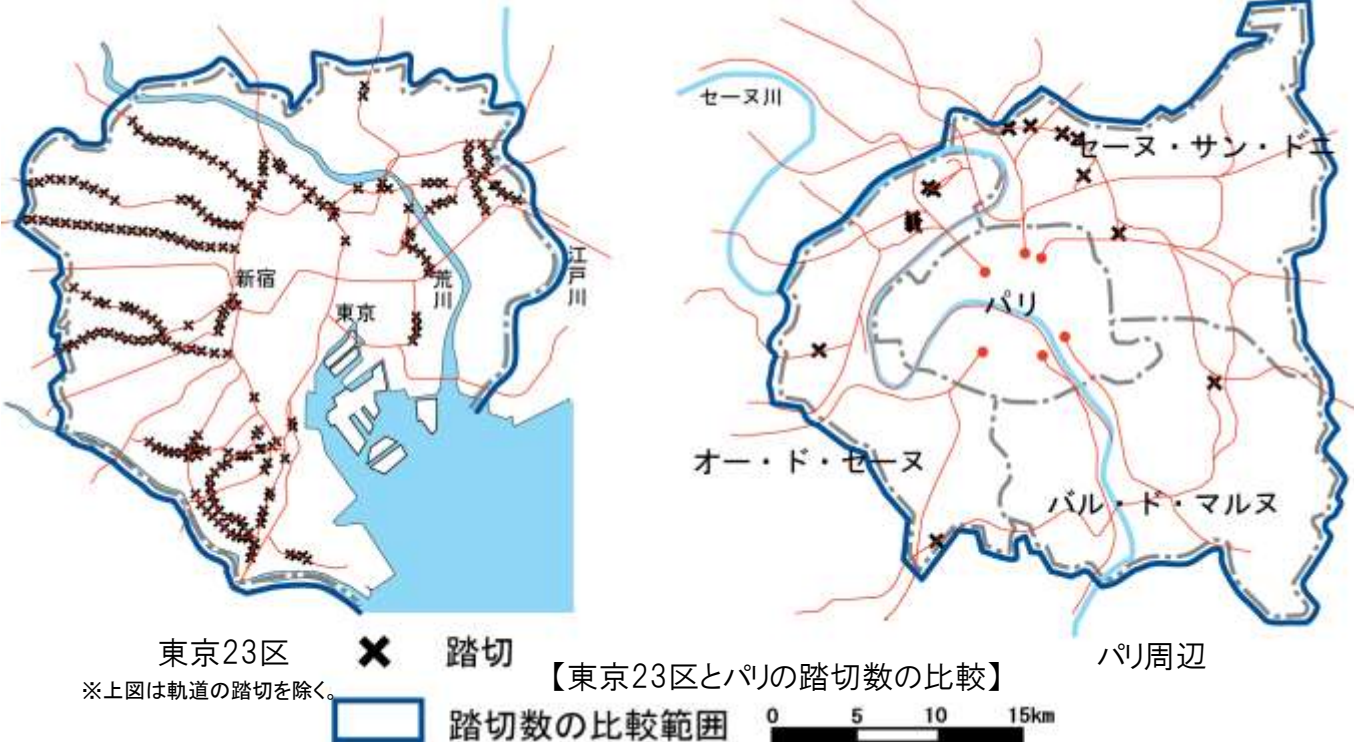 新宿
東京
荒川
江戸川
セーヌ川
セーヌ・サン・ドニ
パリ
オー・ド・セーヌ
バル・ド・マルヌ
東京23区
踏切
パリ周辺
※上図は軌道の踏切を除く。
【東京23区とパリの踏切数の比較】
踏切数の比較範囲
0 5 10 15km